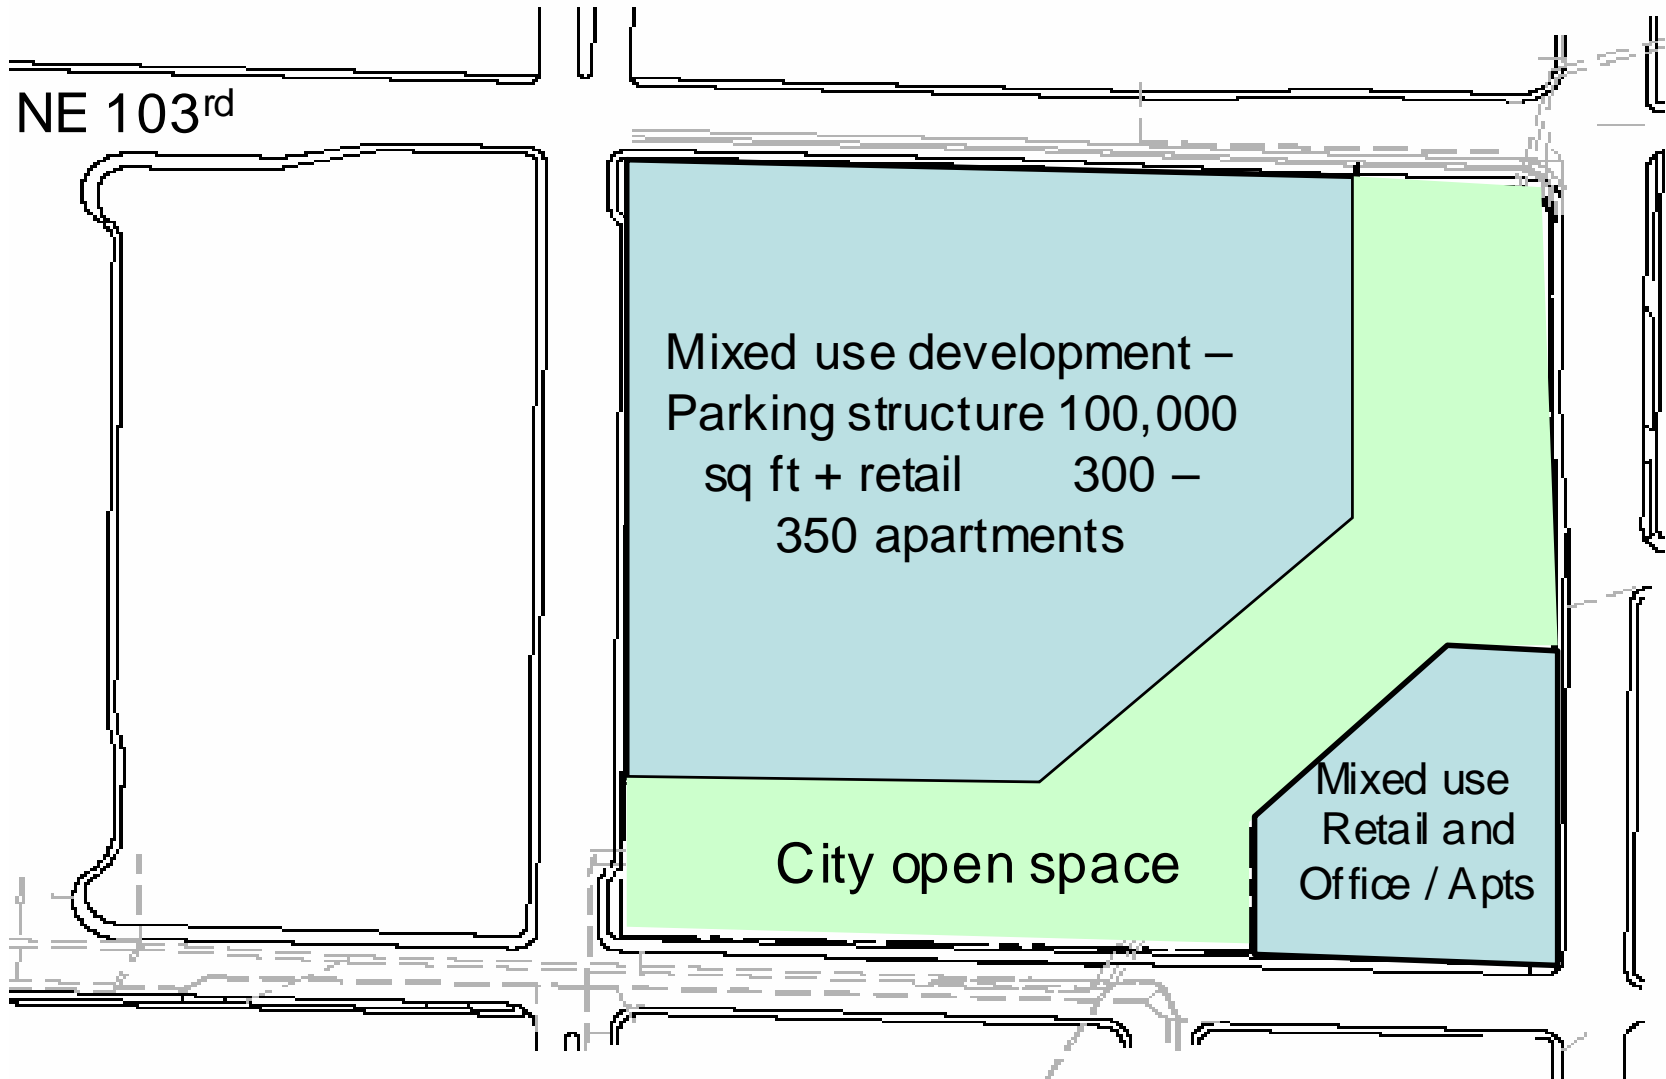 NE 103rd
Mixed use development –
Parking structure 100,000
sq ft + retail 300 –
350 apartments
Mixed use
Retail and
Office / Apts
City open space